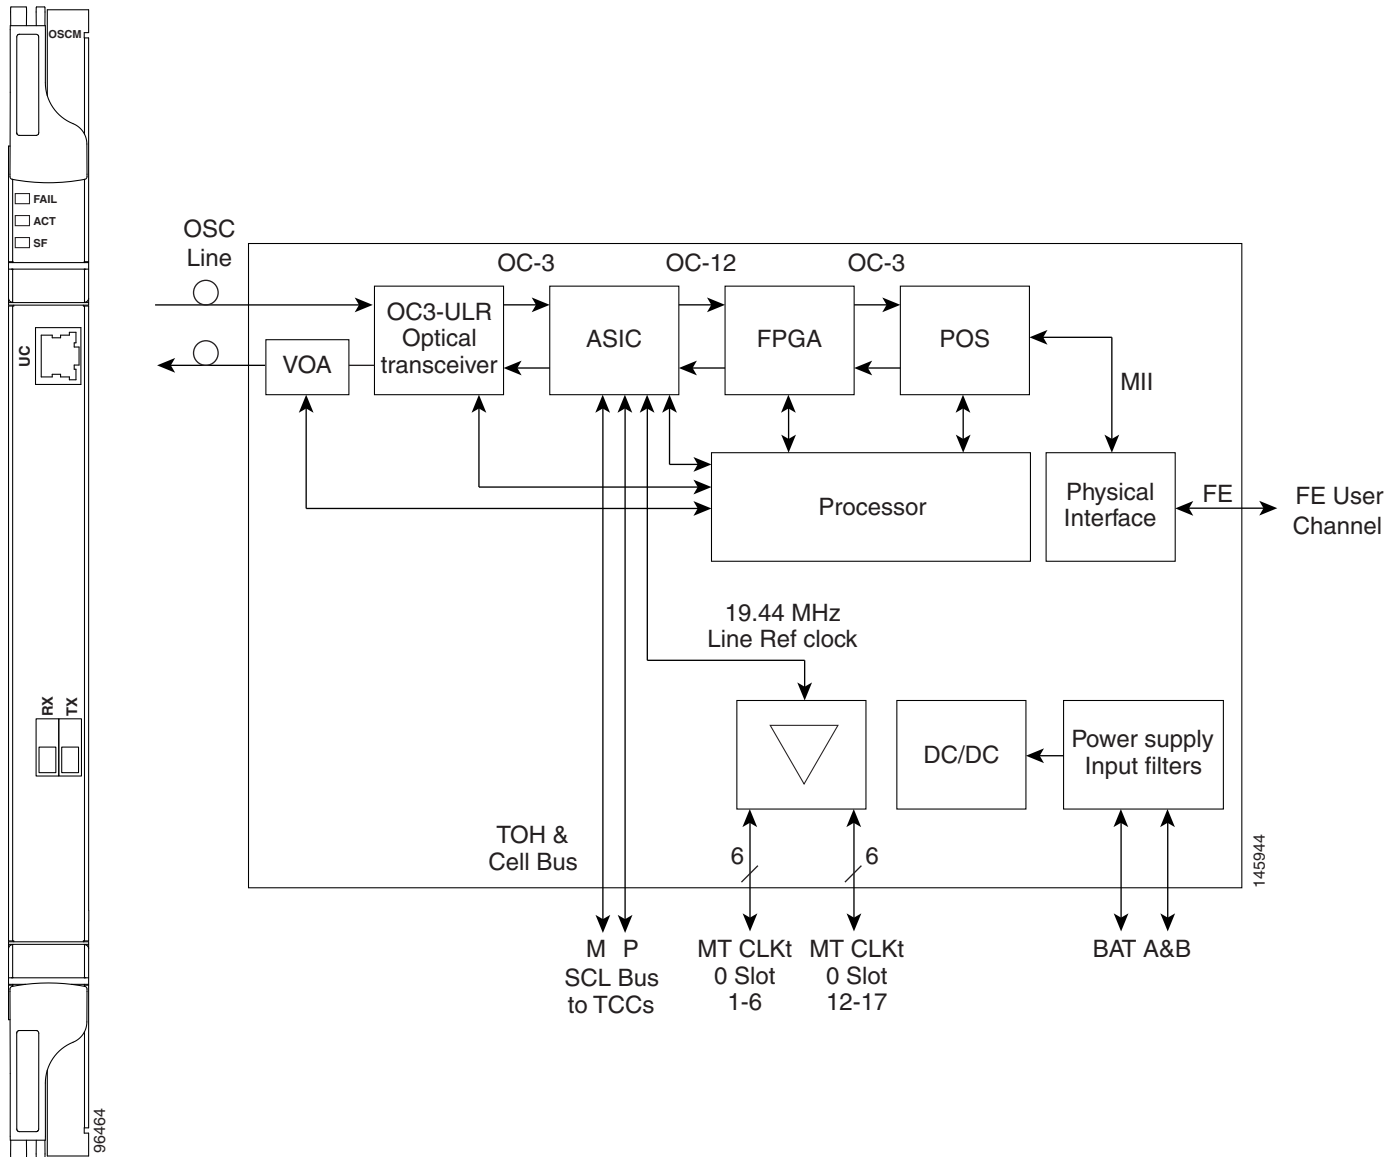 OSCM
FAIL
ACT
SF
UC
RX
TX
96464
OSC
Line
OC-3
OC-12
OC-3
OC3-ULR
Optical
transceiver
ASIC
FPGA
POS
VOA
MII
Processor
Physical
Interface
FE
FE User
Channel
19.44 MHz
Line Ref clock
DC/DC
Power supply
Input filters
TOH &
Cell Bus
6
6
145944
M P
SCL Bus
to TCCs
MT CLKt
0 Slot
1-6
MT CLKt
0 Slot
12-17
BAT A&B